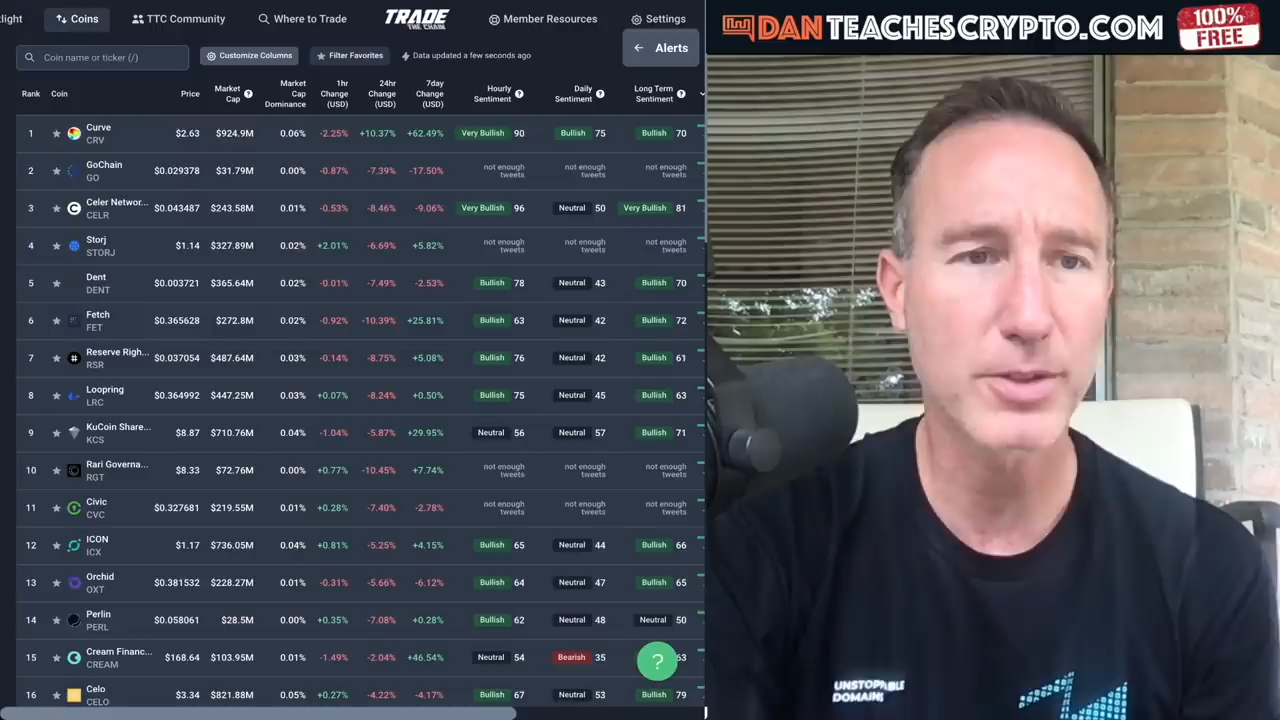 tlight Coins TTC Community Where to Trade TRADE THE CHAIN Member Resources Settings
Coin name or ticker (/) Customize Columns Filter Favorites Data updated a few seconds ago Alerts
Rank Coin Price Market Cap Market Cap Dominance 1hr Change (USD) 24hr Change (USD) 7day Change (USD) Hourly Sentiment Daily Sentiment Long Term Sentiment
1 Curve CRV $2.63 $924.9M 0.06% -2.25% +10.37% +62.49% Very Bullish 90 Bullish 75 Bullish 70
2 GoChain GO $0.029378 $31.79M 0.00% -0.87% -7.39% -17.50% not enough tweets not enough tweets not enough tweets
3 Celer Networ... CELR $0.043487 $243.58M 0.01% -0.53% -8.46% -9.06% Very Bullish 96 Neutral 50 Very Bullish 81
4 Storj STORJ $1.14 $327.89M 0.02% +2.01% -6.69% +5.82% not enough tweets not enough tweets not enough tweets
5 Dent DENT $0.003721 $365.64M 0.02% -0.01% -7.49% -2.53% Bullish 78 Neutral 43 Bullish 70
6 Fetch FET $0.365628 $272.8M 0.02% -0.92% -10.39% +25.81% Bullish 63 Neutral 42 Bullish 72
7 Reserve Righ... RSR $0.037054 $487.64M 0.03% -0.14% -8.75% +5.08% Bullish 76 Neutral 42 Bullish 61
8 Loopring LRC $0.364992 $447.25M 0.03% +0.07% -8.24% +0.50% Bullish 75 Neutral 45 Bullish 63
9 KuCoin Share... KCS $8.87 $710.76M 0.04% -1.04% -5.87% +29.95% Neutral 56 Neutral 57 Bullish 71
10 Rari Governa... RGT $8.33 $72.76M 0.00% +0.77% -10.45% +7.74% not enough tweets not enough tweets not enough tweets
11 Civic CVC $0.327681 $219.55M 0.01% +0.28% -7.40% -2.78% not enough tweets not enough tweets not enough tweets
12 ICON ICX $1.17 $736.05M 0.04% +0.81% -5.25% +4.15% Bullish 65 Neutral 44 Bullish 66
13 Orchid OXT $0.381532 $228.27M 0.01% -0.31% -5.66% -6.12% Bullish 64 Neutral 47 Bullish 65
14 Perlin PERL $0.058061 $28.5M 0.00% +0.35% -7.08% +0.28% Bullish 62 Neutral 48 Neutral 50
15 Cream Financ... CREAM $168.64 $103.95M 0.01% -1.49% -2.04% +46.54% Neutral 54 Bearish 35 ? 63
16 Celo CELO $4 $821.88M 0.05% +0.27% -4.22% -4.17% Bullish 67 Neutral 53 Bullish 79
DANTEACHESCRYPTO.COM
100% FREE
UNSTOPPABLE
DOMAINS